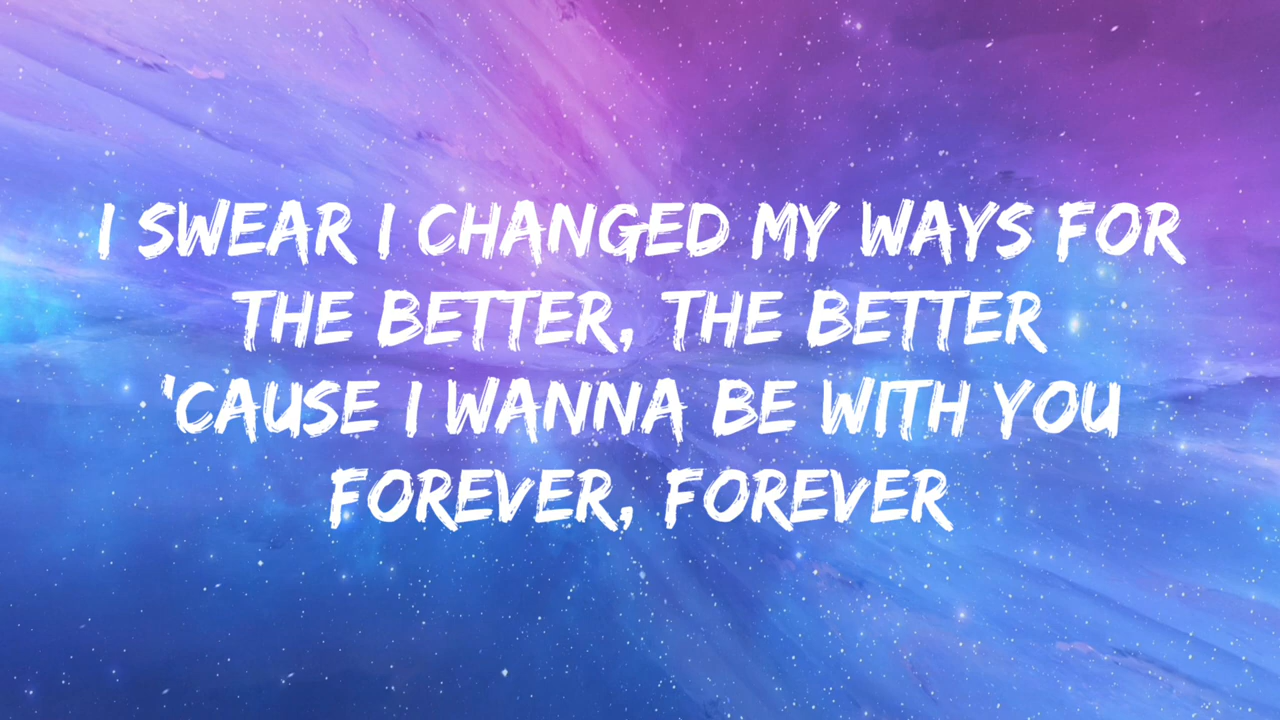 I SWEAR I CHANGED MY WAYS FOR
THE BETTER, THE BETTER
'CAUSE I WANNA BE WITH YOU
FOREVER, FOREVER